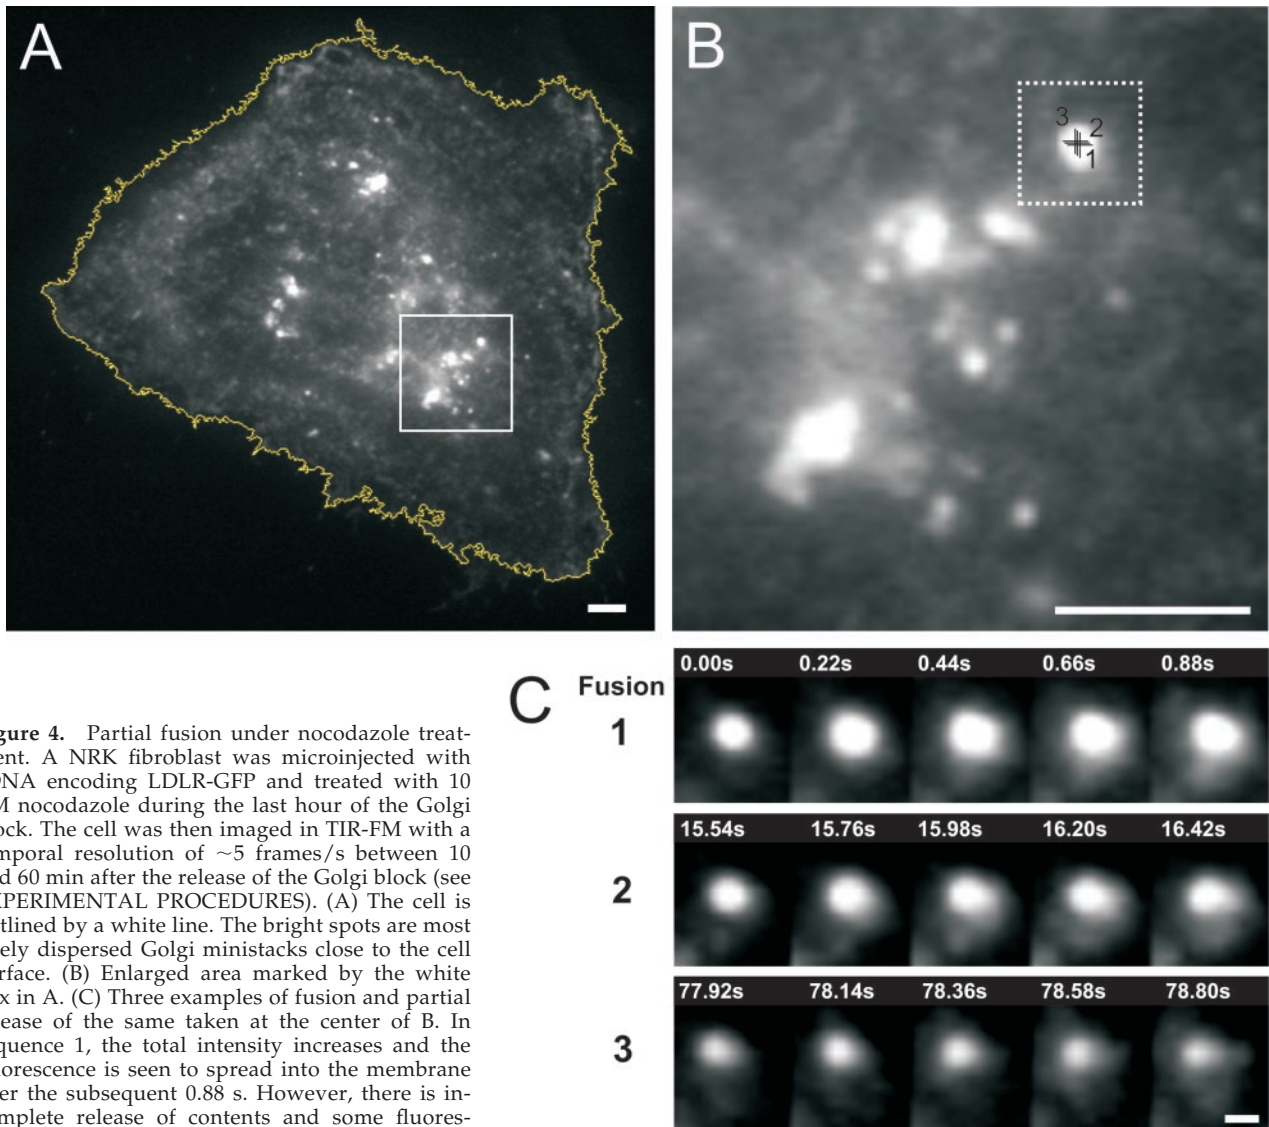 A
B
3
2
1
C
Fusion
1
0.00s 0.22s 0.44s 0.66s 0.88s
2
15.54s 15.76s 15.98s 16.20s 16.42s
3
77.92s 78.14s 78.36s 78.58s 78.80s
gure 4. Partial fusion under nocodazole treat-
ent. A NRK fibroblast was microinjected with
DNA encoding LDLR-GFP and treated with 10
M nocodazole during the last hour of the Golgi
ock. The cell was then imaged in TIR-FM with a
mporal resolution of ~5 frames/s between 10
d 60 min after the release of the Golgi block (see
XPERIMENTAL PROCEDURES). (A) The cell is
tlined by a white line. The bright spots are most
ely dispersed Golgi ministacks close to the cell
rface. (B) Enlarged area marked by the white
x in A. (C) Three examples of fusion and partial
ease of the same taken at the center of B. In
quence 1, the total intensity increases and the
orescence is seen to spread into the membrane
er the subsequent 0.88 s. However, there is in-
mplete release of contents and some fluores-